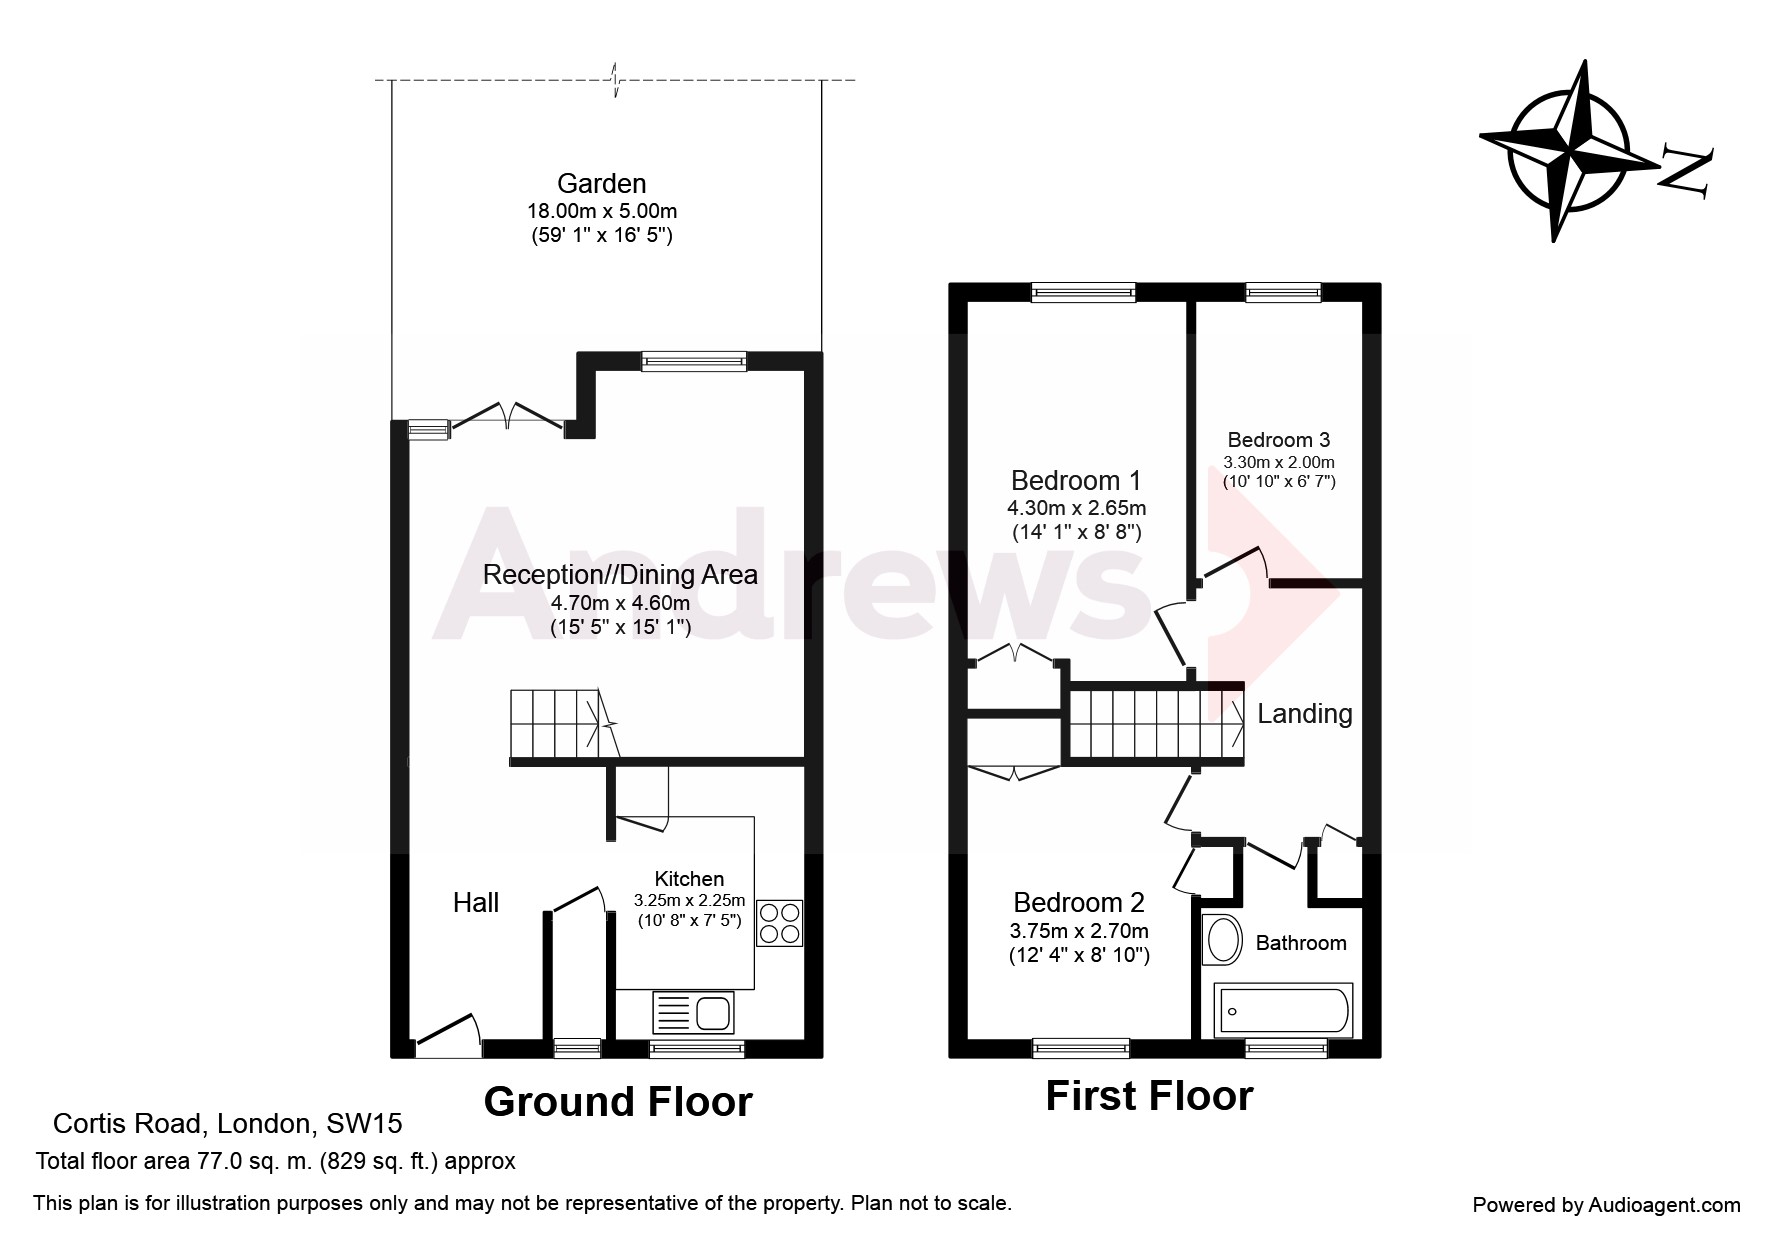 Garden
18.00m x 5.00m
(59' 1" x 16' 5")
N
Bedroom 3
3.30m x 2.00m
(10' 10" x 6' 7")
Bedroom 1
4.30m x 2.65m
(14' 1" x 8' 8")
Andrews
Reception//Dining Area
4.70m x 4.60m
(15' 5" x 15' 1")
Landing
Kitchen
3.25m x 2.25m
(10' 8" x 7' 5")
Hall
Bedroom 2
3.75m x 2.70m
(12' 4" x 8' 10")
Bathroom
Ground Floor
First Floor
Cortis Road, London, SW15
Total floor area 77.0 sq. m. (829 sq. ft.) approx
This plan is for illustration purposes only and may not be representative of the property. Plan not to scale.
Powered by Audioagent.com